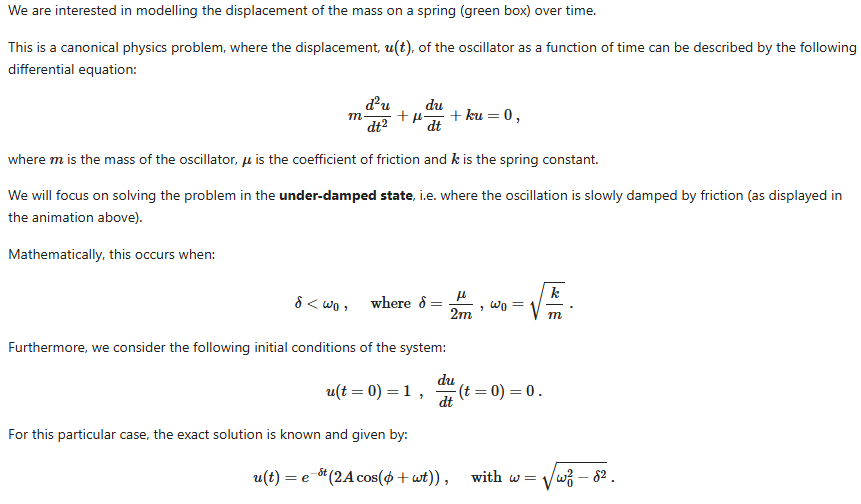 We are interested in modelling the displacement of the mass on a spring (green box) over time.
This is a canonical physics problem, where the displacement, u(t), of the oscillator as a function of time can be described by the following
differential equation:
m d²u/dt² + μ du/dt + ku = 0 ,
where m is the mass of the oscillator, μ is the coefficient of friction and k is the spring constant.
We will focus on solving the problem in the under-damped state, i.e. where the oscillation is slowly damped by friction (as displayed in
the animation above).
Mathematically, this occurs when:
δ < ω₀ , where δ = μ/2m , ω₀ = √(k/m) .
Furthermore, we consider the following initial conditions of the system:
u(t = 0) = 1 , du/dt (t = 0) = 0 .
For this particular case, the exact solution is known and given by:
u(t) = e^{−δt}(2A cos(ϕ + ωt)) , with ω = √(ω₀² − δ²) .